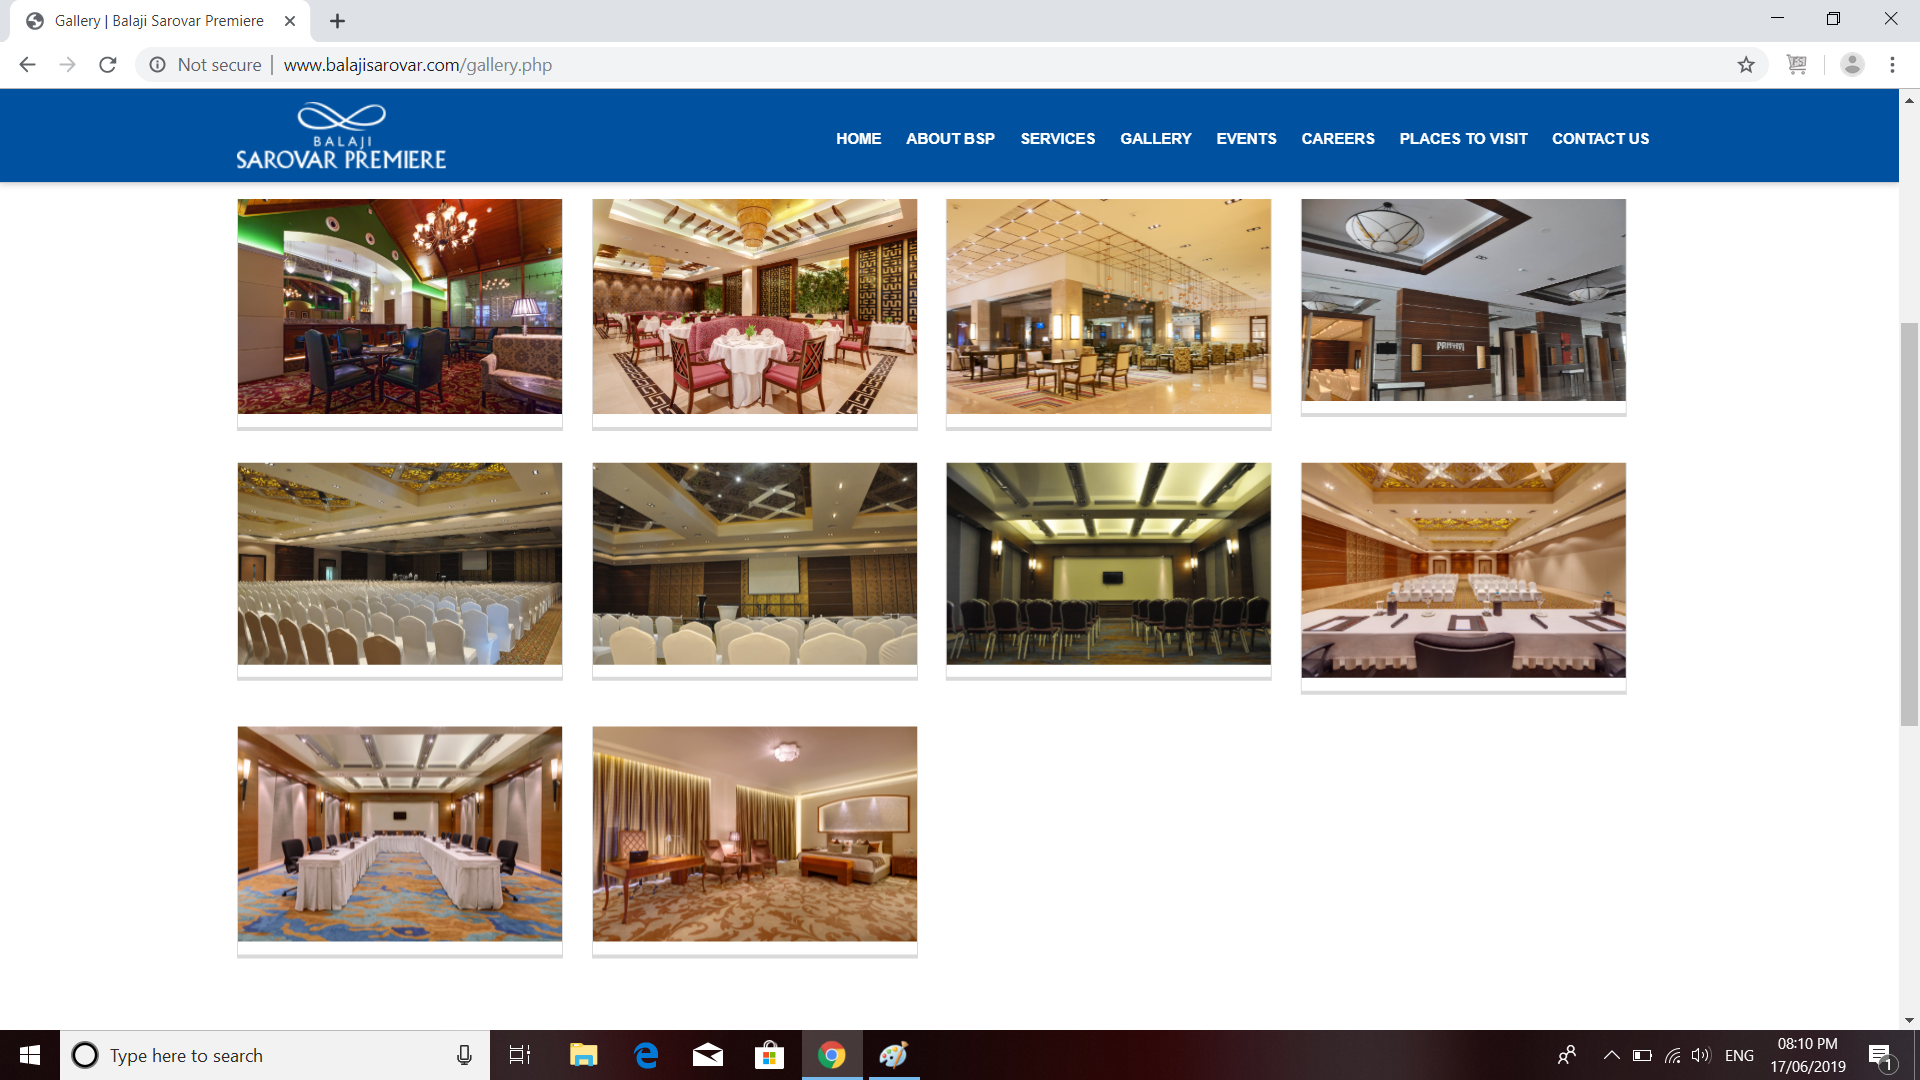 Gallery | Balaji Sarovar Premiere
Not secure | www.balajisarovar.com/gallery.php
BALAJI
SAROVAR PREMIERE
HOME ABOUT BSP SERVICES GALLERY EVENTS CAREERS PLACES TO VISIT CONTACT US
Type here to search
ENG
08:10 PM
17/06/2019
1